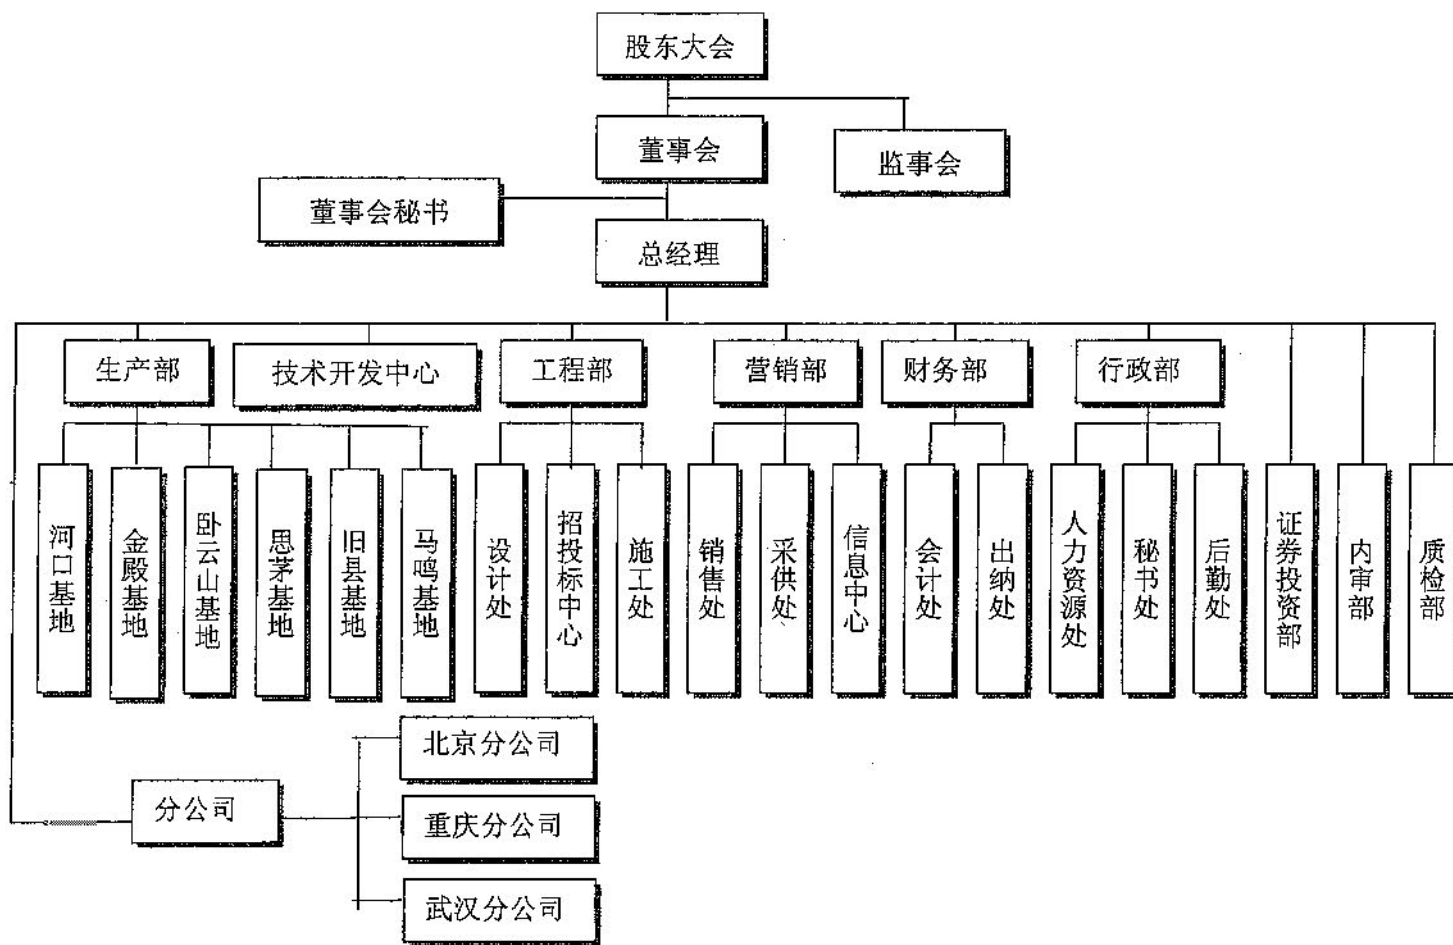 股东大会
董事会
监事会
董事会秘书
总经理
生产部
技术开发中心
工程部
营销部
财务部
行政部
河口基地
金殿基地
卧云山基地
思茅基地
旧县基地
马鸣基地
设计处
招投标中心
施工处
销售处
采供处
信息中心
会计处
出纳处
人力资源处
秘书处
后勤处
证券投资部
内审部
质检部
北京分公司
分公司
重庆分公司
武汉分公司